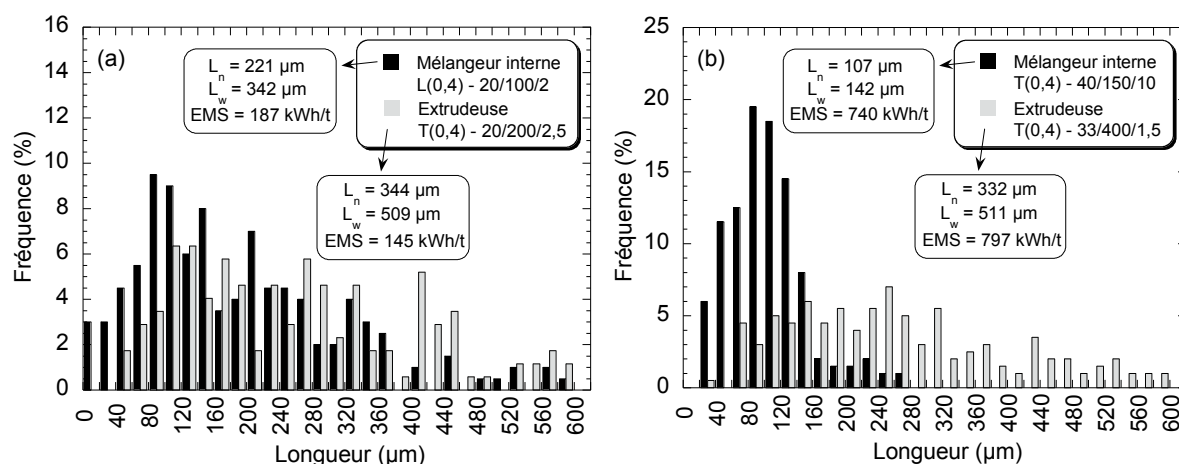 (a)
Fréquence (%)
16
14
12
10
8
6
4
2
0
L_n = 221 µm
L_w = 342 µm
EMS = 187 kWh/t
Mélangeur interne
L(0,4) - 20/100/2
Extrudeuse
T(0,4) - 20/200/2,5
L_n = 344 µm
L_w = 509 µm
EMS = 145 kWh/t
0 40 80 120 160 200 240 280 320 360 400 440 480 520 560 600
Longueur (µm)
(b)
Fréquence (%)
25
20
15
10
5
0
L_n = 107 µm
L_w = 142 µm
EMS = 740 kWh/t
Mélangeur interne
T(0,4) - 40/150/10
Extrudeuse
T(0,4) - 33/400/1,5
L_n = 332 µm
L_w = 511 µm
EMS = 797 kWh/t
0 40 80 120 160 200 240 280 320 360 400 440 480 520 560 600
Longueur (µm)